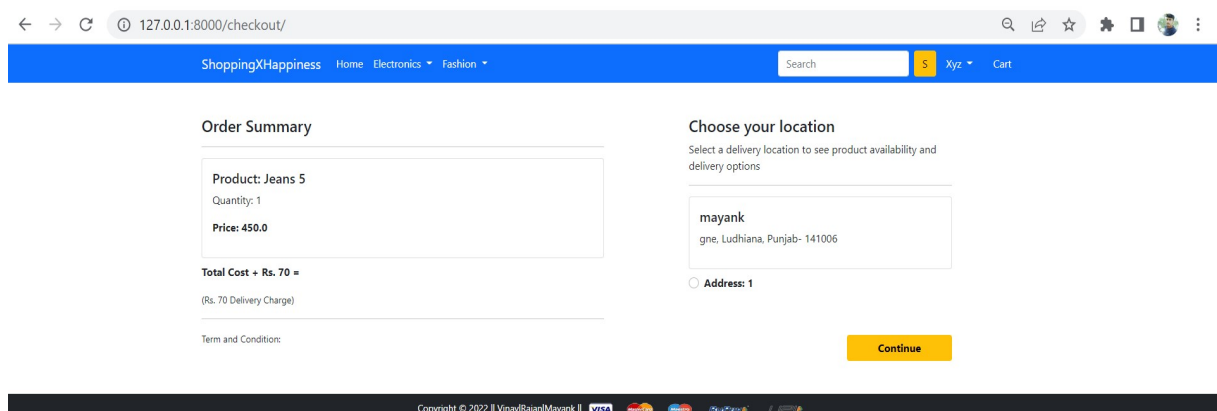 127.0.0.1:8000/checkout/
ShoppingXHappiness Home Electronics Fashion Search S Xyz Cart
Order Summary
Product: Jeans 5
Quantity: 1
Price: 450.0
Total Cost + Rs. 70 =
(Rs. 70 Delivery Charge)
Term and Condition:
Choose your location
Select a delivery location to see product availability and
delivery options
mayank
gne, Ludhiana, Punjab- 141006
Address: 1
Continue
Copyright © 2022 || Vinay|Rajan|Mayank || VISA